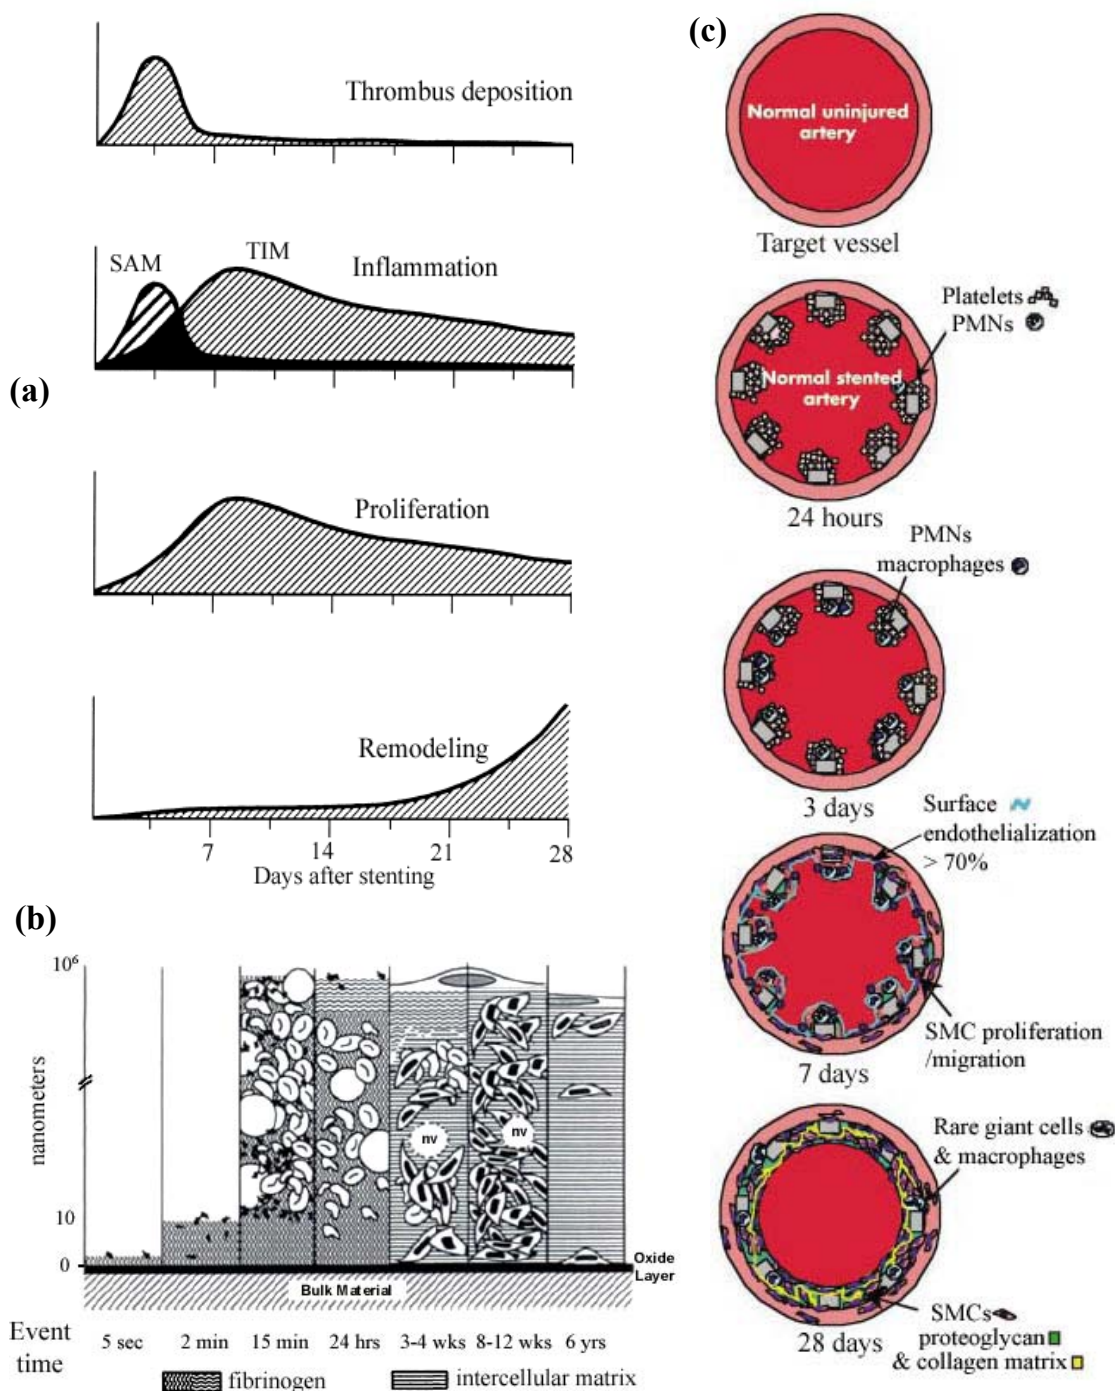 (a)
Thrombus deposition
SAM
TIM
Inflammation
Proliferation
Remodeling
7
14
21
28
Days after stenting
(b)
10⁶
nanometers
10
0
nv
nv
Oxide
Layer
Bulk Material
Event
time
5 sec
2 min
15 min
24 hrs
3-4 wks
8-12 wks
6 yrs
fibrinogen
intercellular matrix
(c)
Normal uninjured
artery
Target vessel
Platelets
PMNs
Normal stented
artery
24 hours
PMNs
macrophages
3 days
Surface
endothelialization
> 70%
SMC proliferation
/migration
7 days
Rare giant cells
& macrophages
SMCs
proteoglycan
& collagen matrix
28 days